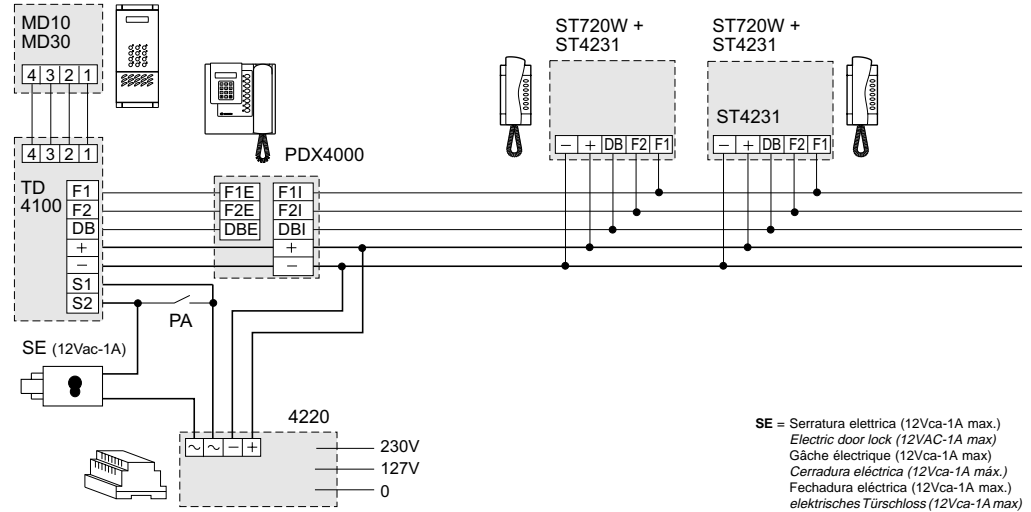 MD10
MD30
4 3 2 1
4 3 2 1
TD
4100
F1
F2
DB
+
−
S1
S2
PDX4000
F1E F1I
F2E F2I
DBE DBI
+
−
ST720W +
ST4231
− + DB F2 F1
ST720W +
ST4231
ST4231
− + DB F2 F1
PA
SE (12Vac-1A)
4220
~ ~ − +
230V
127V
0
SE = Serratura elettrica (12Vca-1A max.)
Electric door lock (12VAC-1A max)
Gâche électrique (12Vca-1A max)
Cerradura eléctrica (12Vca-1A máx.)
Fechadura eléctrica (12Vca-1A max.)
elektrisches Türschloss (12Vca-1A max)